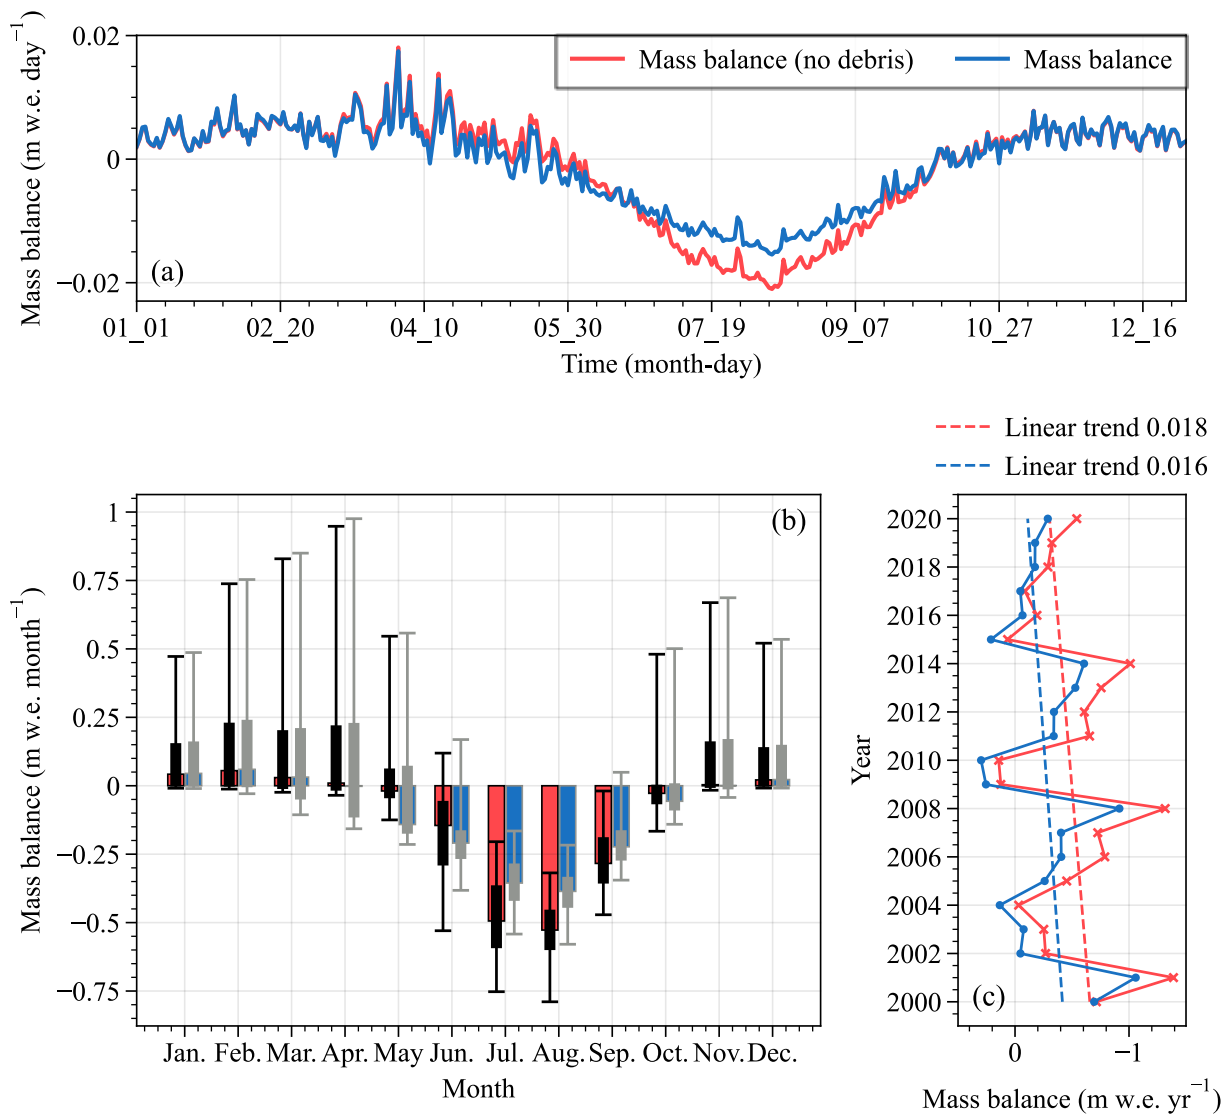 Mass balance (m w.e. day⁻¹)
0.02
0
−0.02
Mass balance (no debris)
Mass balance
(a)
01_01
02_20
04_10
05_30
07_19
09_07
10_27
12_16
Time (month-day)
Linear trend 0.018
Linear trend 0.016
Mass balance (m w.e. month⁻¹)
1
0.75
0.5
0.25
0
−0.25
−0.5
−0.75
(b)
Jan.
Feb.
Mar.
Apr.
May
Jun.
Jul.
Aug.
Sep.
Oct.
Nov.
Dec.
Month
Year
2020
2018
2016
2014
2012
2010
2008
2006
2004
2002
2000
(c)
0
−1
Mass balance (m w.e. yr⁻¹)